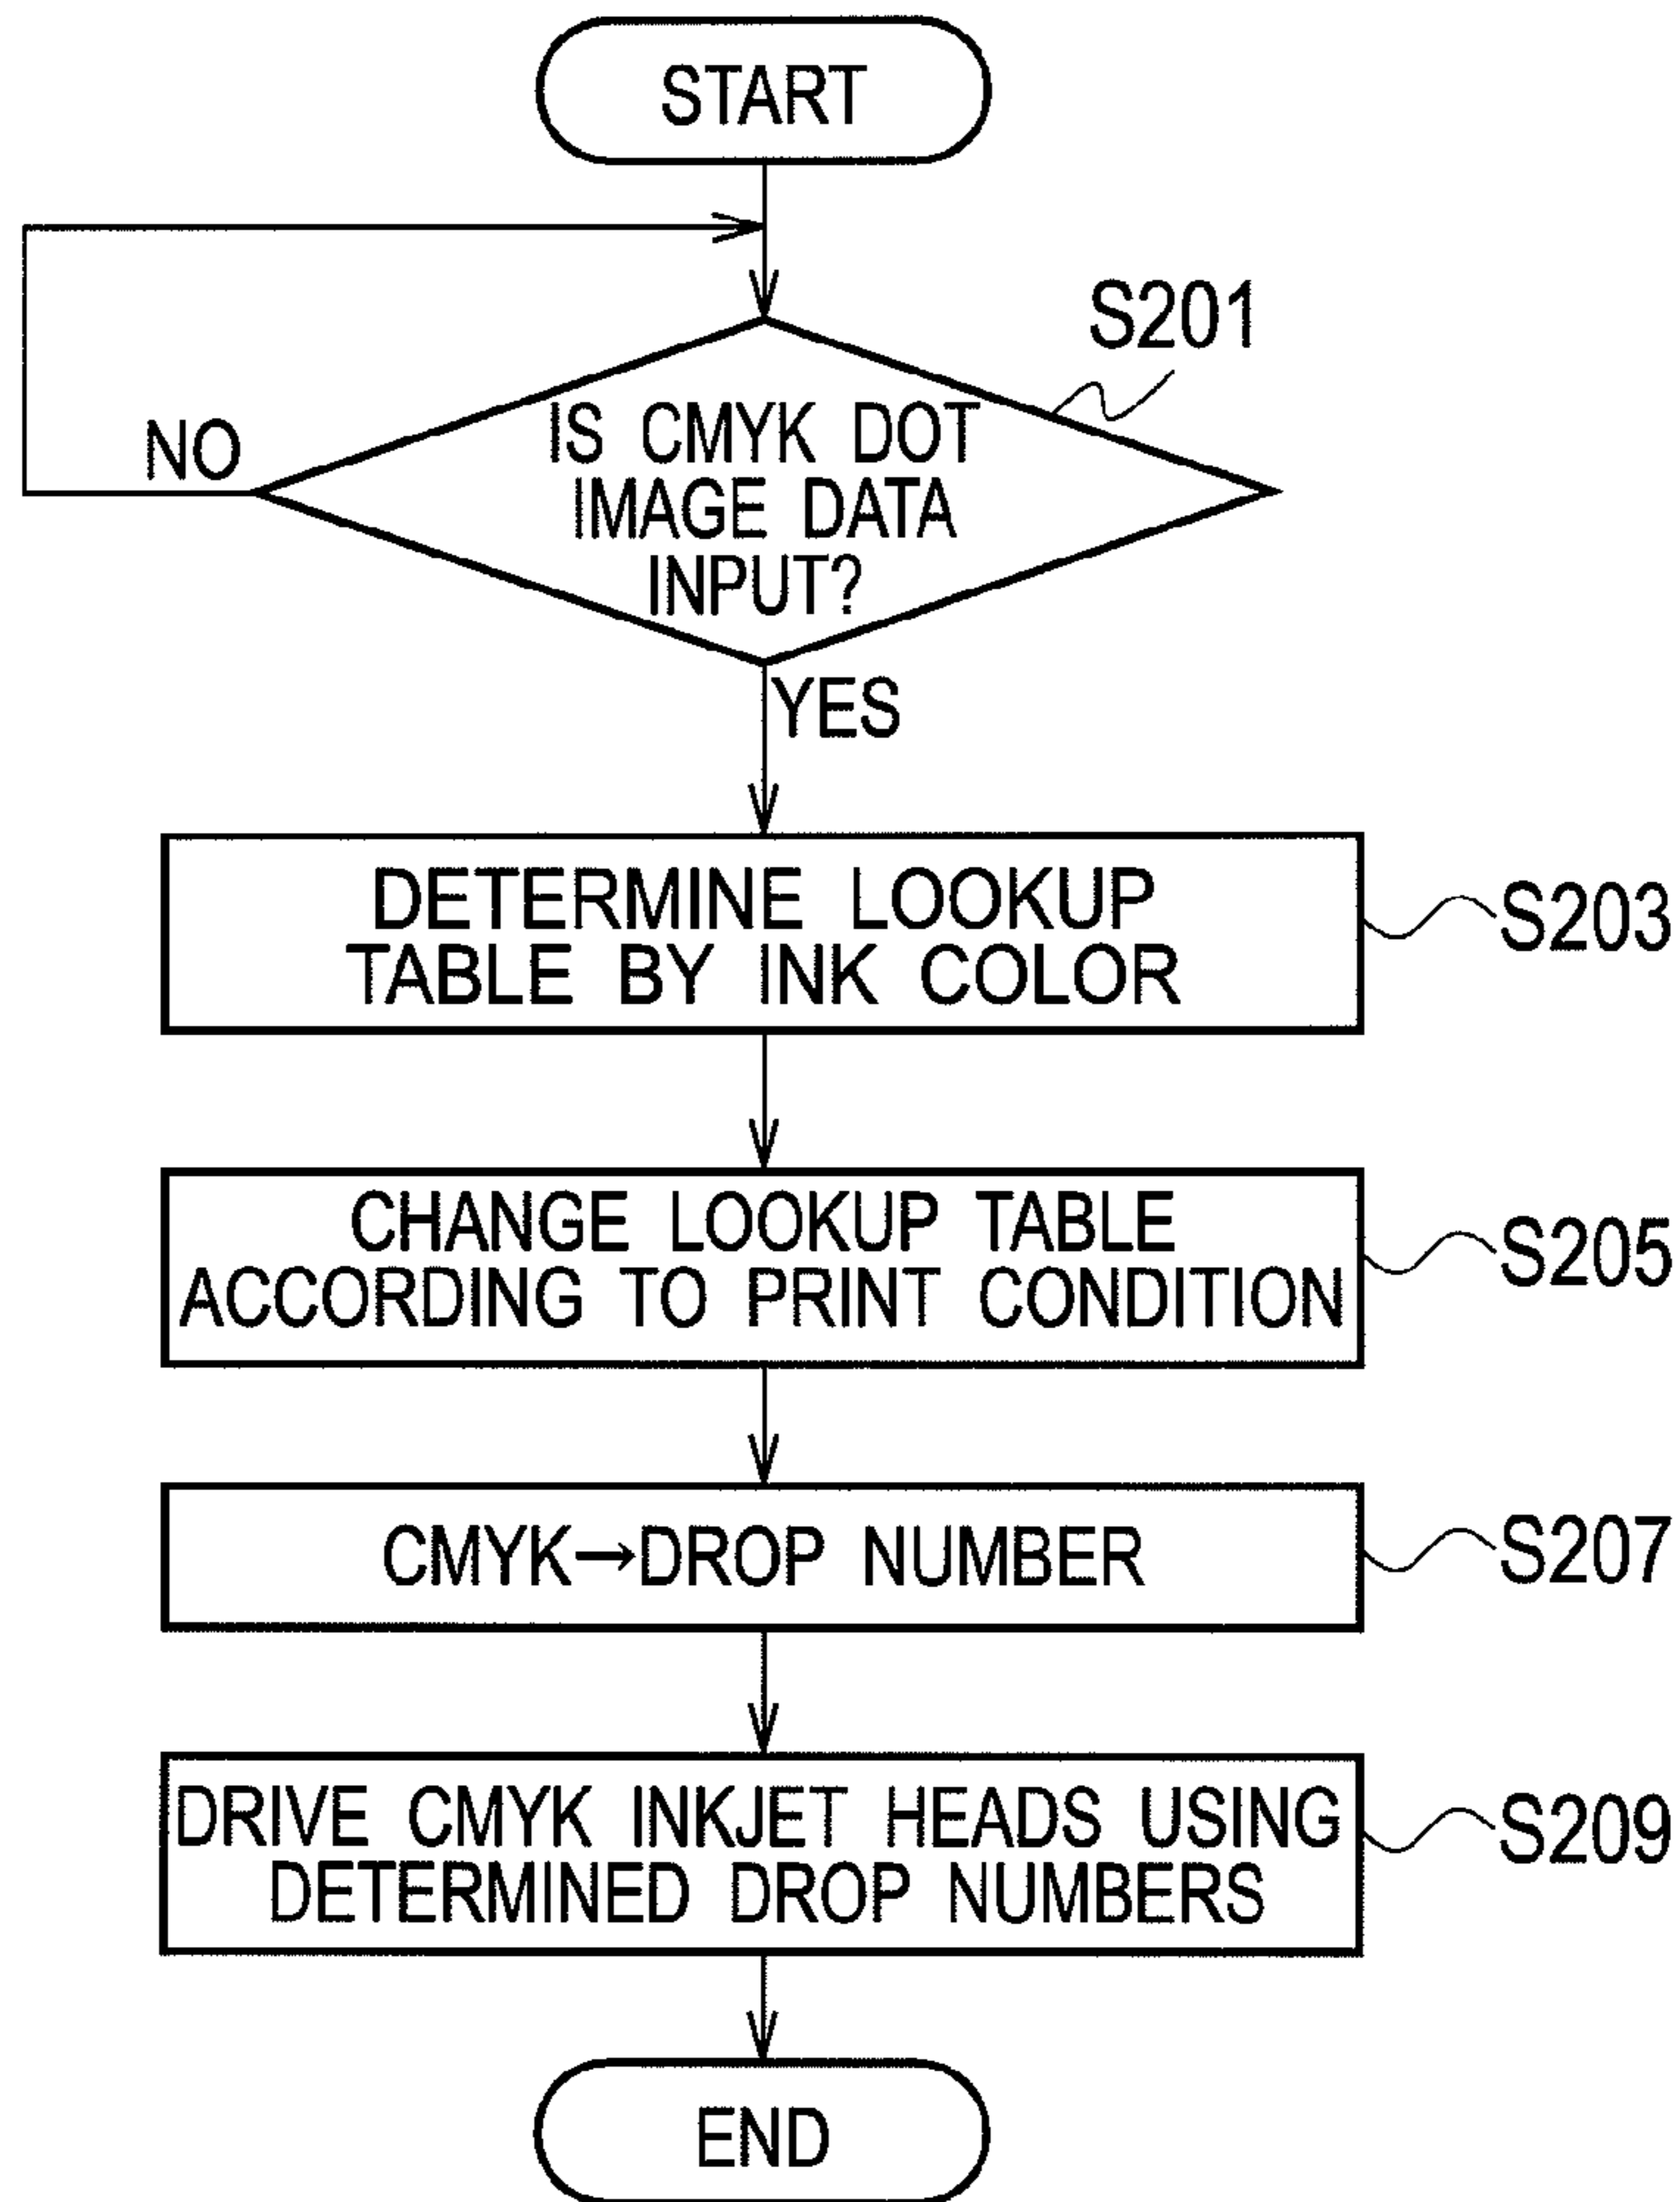 START
S201
IS CMYK DOT
IMAGE DATA
INPUT?
NO
YES
DETERMINE LOOKUP
TABLE BY INK COLOR
S203
CHANGE LOOKUP TABLE
ACCORDING TO PRINT CONDITION
S205
CMYK→DROP NUMBER
S207
DRIVE CMYK INKJET HEADS USING
DETERMINED DROP NUMBERS
S209
END